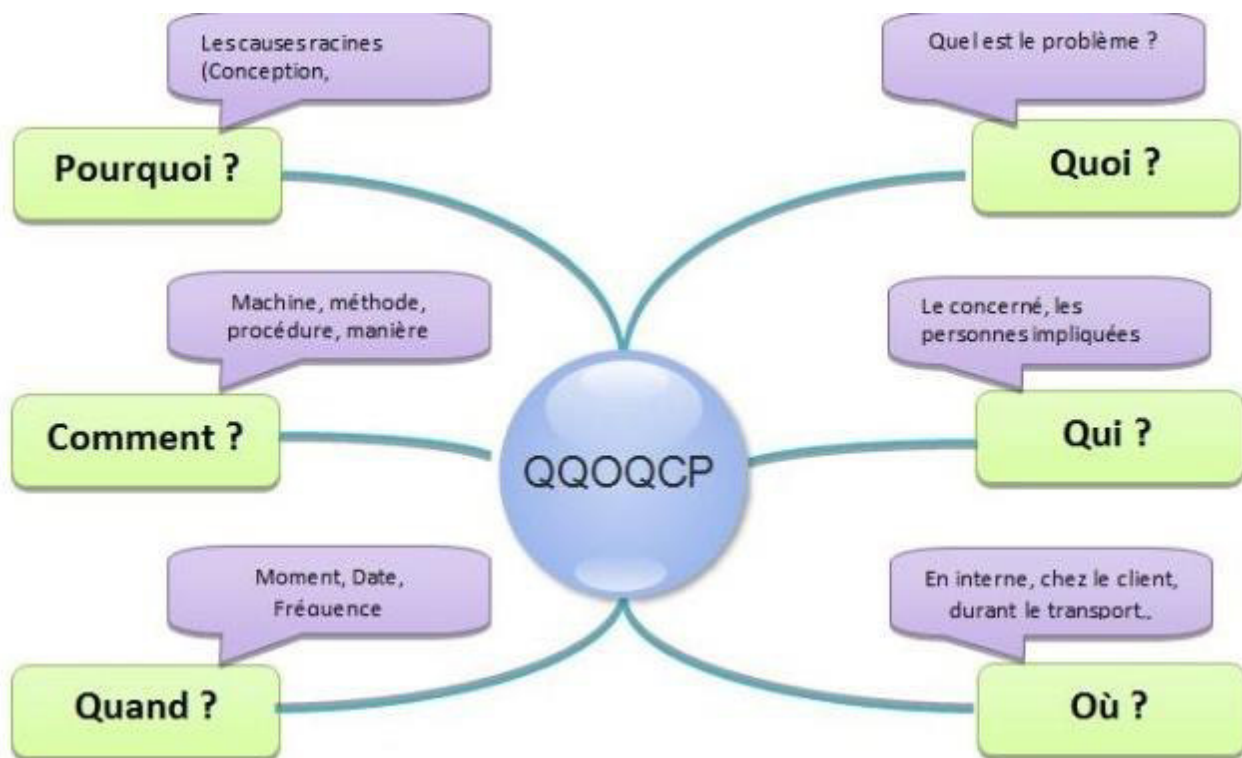 Les causes racines
(Conception,
Pourquoi ?
Quel est le problème ?
Quoi ?
Machine, méthode,
procédure, manière
Comment ?
Le concerné, les
personnes impliquées
Qui ?
QQOQCP
Moment, Date,
Fréquence
Quand ?
En interne, chez le client,
durant le transport..
Où ?